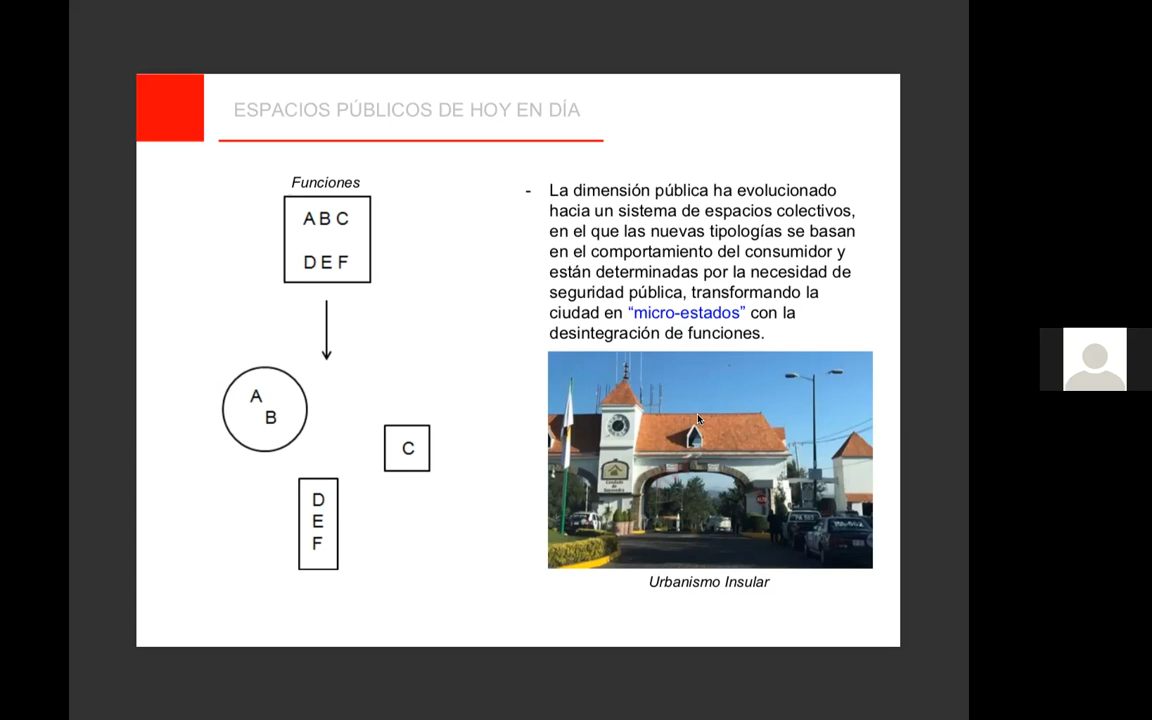 ESPACIOS PÚBLICOS DE HOY EN DÍA
Funciones
A B C
D E F
A
B
C
D
E
F
- La dimensión pública ha evolucionado
hacia un sistema de espacios colectivos,
en el que las nuevas tipologías se basan
en el comportamiento del consumidor y
están determinadas por la necesidad de
seguridad pública, transformando la
ciudad en “micro-estados” con la
desintegración de funciones.
Urbanismo Insular